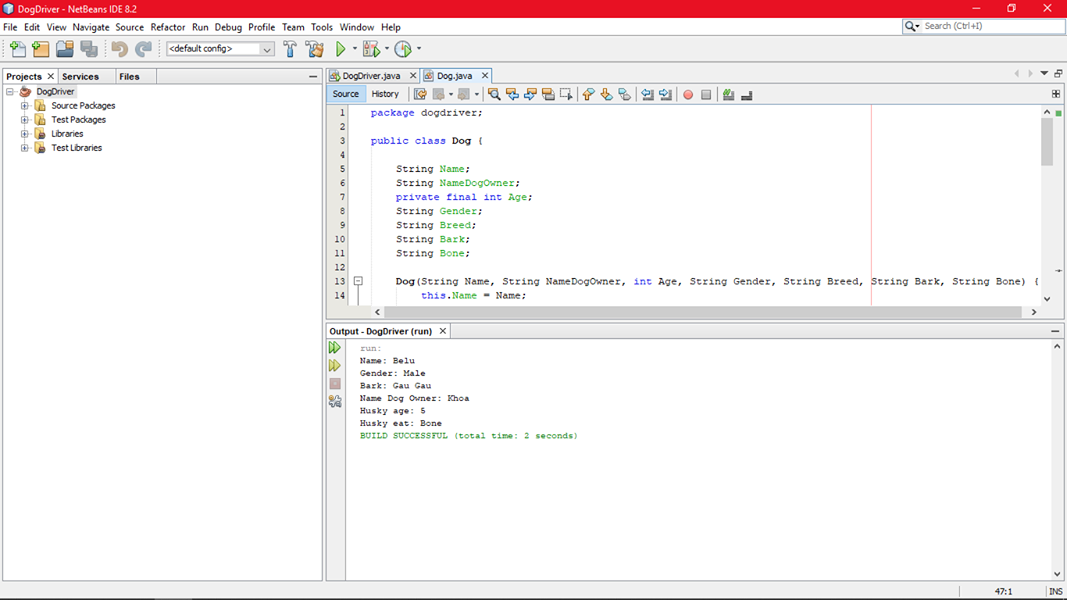 DogDriver - NetBeans IDE 8.2
File Edit View Navigate Source Refactor Run Debug Profile Team Tools Window Help
Search (Ctrl+I)
<default config>
Projects Services Files
DogDriver
Source Packages
Test Packages
Libraries
Test Libraries
DogDriver.java Dog.java
Source History
1 package dogdriver;
2
3 public class Dog {
4
5 String Name;
6 String NameDogOwner;
7 private final int Age;
8 String Gender;
9 String Breed;
10 String Bark;
11 String Bone;
12
13 Dog(String Name, String NameDogOwner, int Age, String Gender, String Breed, String Bark, String Bone) {
14 this.Name = Name;
Output - DogDriver (run)
run:
Name: Belu
Gender: Male
Bark: Gau Gau
Name Dog Owner: Khoa
Husky age: 5
Husky eat: Bone
BUILD SUCCESSFUL (total time: 2 seconds)
47:1 INS